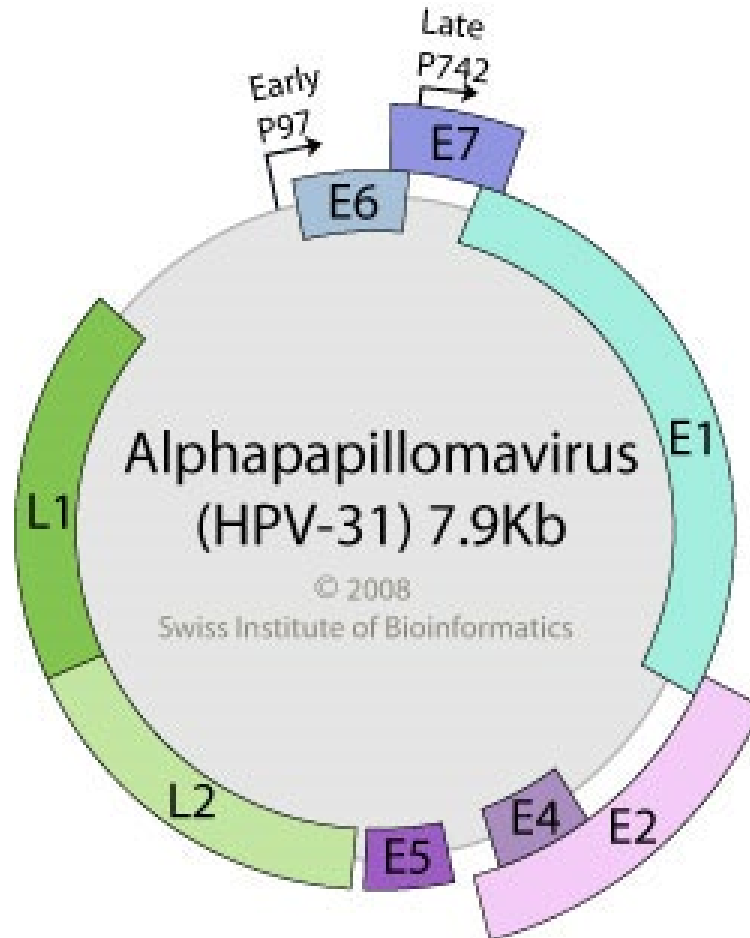 Late
P742
Early
P97
E7
E6
E1
Alphapapillomavirus
(HPV-31) 7.9Kb
L1
© 2008
Swiss Institute of Bioinformatics
L2
E4
E2
E5